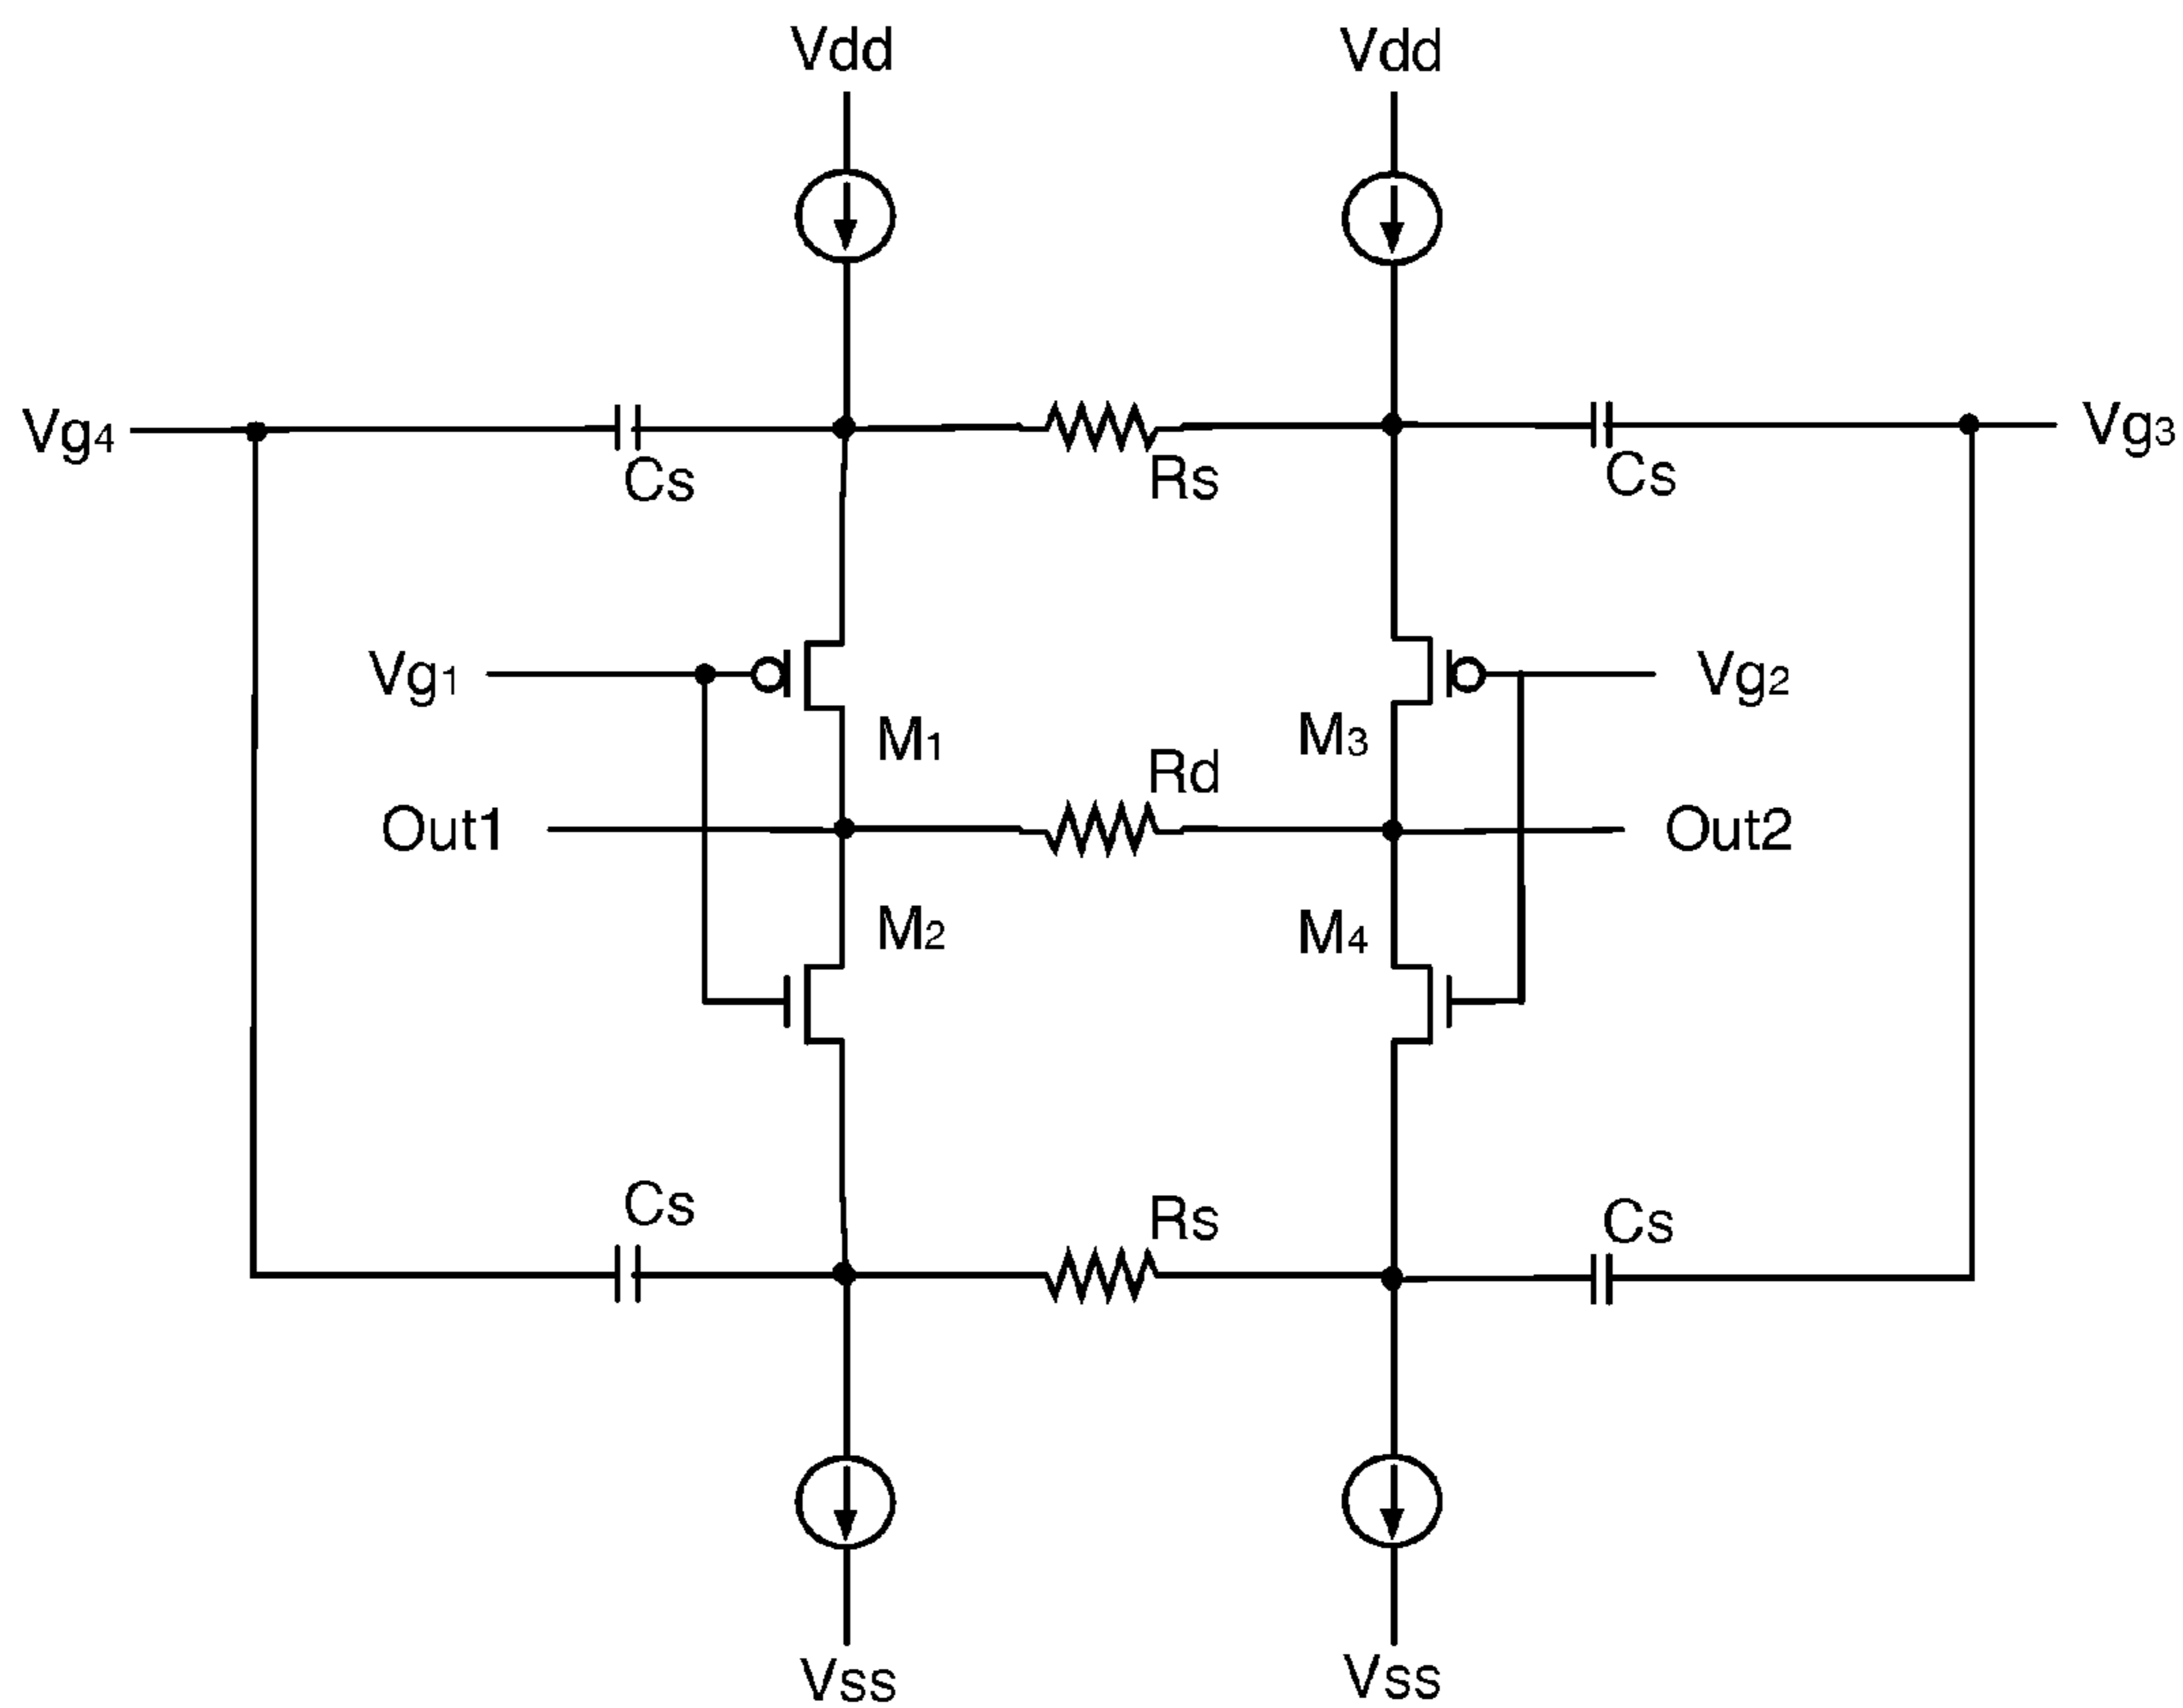 Vdd Vdd
Vg4 Cs Rs Cs Vg3
Vg1 Vg2
M1 M3
Rd
Out1 Out2
M2 M4
Cs Rs Cs
Vss Vss